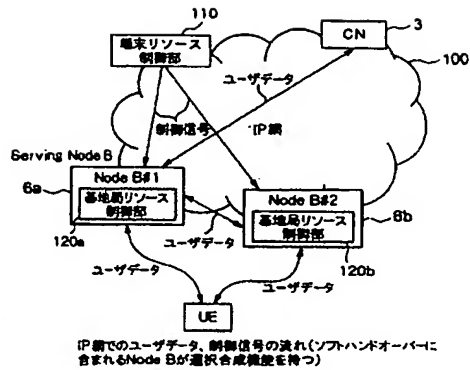 110
端末リソース
制御部
CN
3
100
ユーザデータ
制御信号
IP網
Serving Node B
6a
Node B#1
基地局リソース
制御部
120a
Node B#2
基地局リソース
制御部
6b
120b
ユーザデータ
ユーザデータ
ユーザデータ
UE
IP網でのユーザデータ、制御信号の流れ(ソフトハンドオーバーに
含まれるNode Bが選択合成機能を持つ)